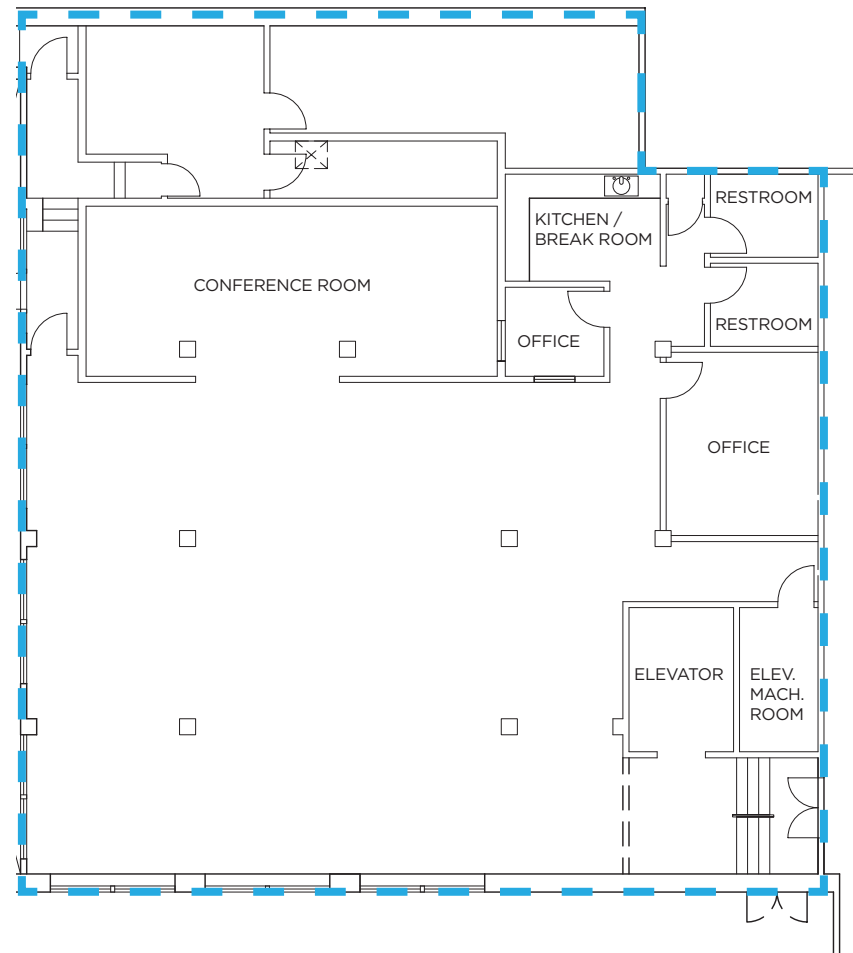 RESTROOM
KITCHEN /
BREAK ROOM
CONFERENCE ROOM
RESTROOM
OFFICE
OFFICE
ELEVATOR
ELEV.
MACH.
ROOM